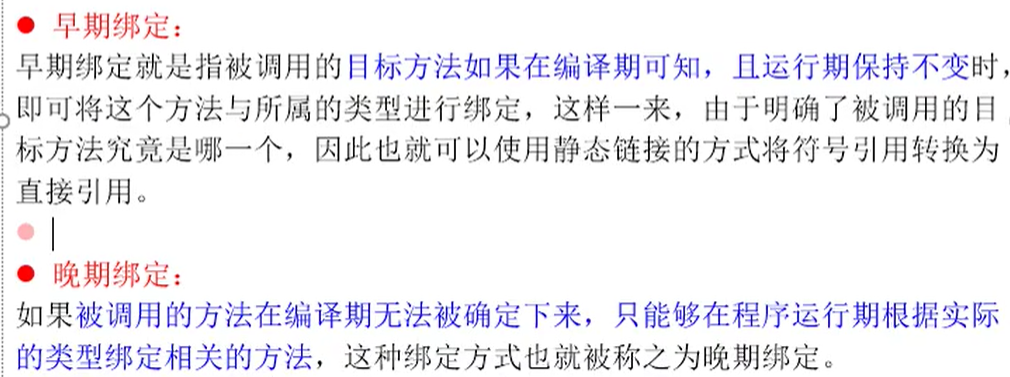 ● 早期绑定：
早期绑定就是指被调用的目标方法如果在编译期可知，且运行期保持不变时，
即可将这个方法与所属的类型进行绑定，这样一来，由于明确了被调用的目
标方法究竟是哪一个，因此也就可以使用静态链接的方式将符号引用转换为
直接引用。
● 晚期绑定：
如果被调用的方法在编译期无法被确定下来，只能够在程序运行期根据实际
的类型绑定相关的方法，这种绑定方式也就被称之为晚期绑定。